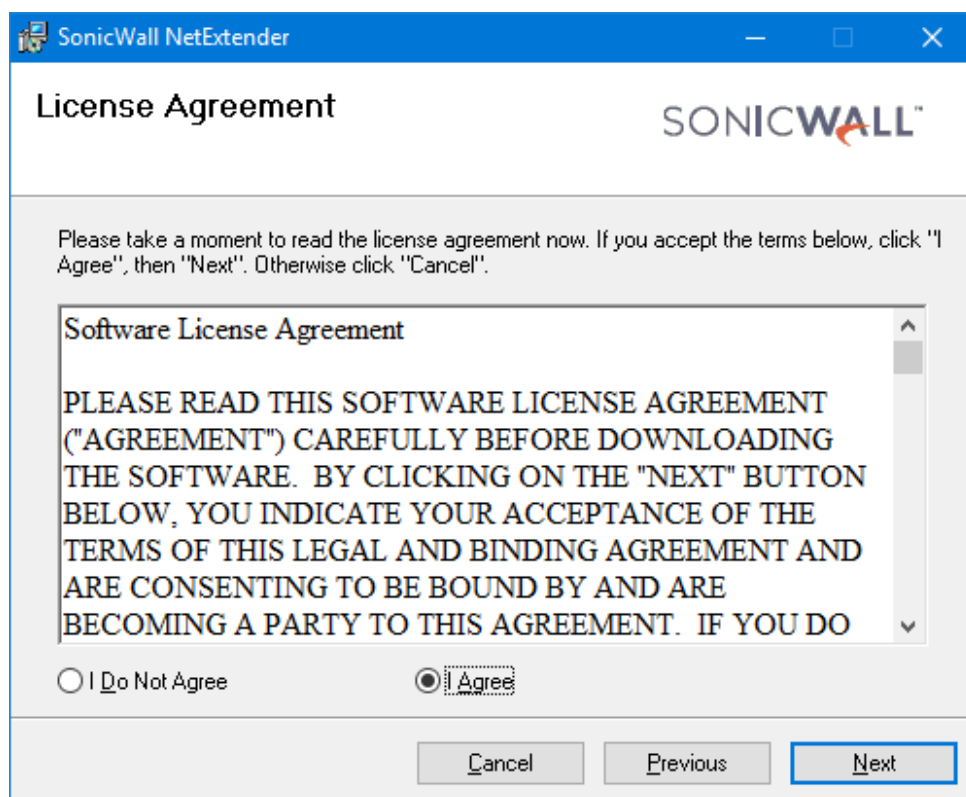 SonicWall NetExtender
License Agreement
SONICWALL™
Please take a moment to read the license agreement now. If you accept the terms below, click "I
Agree", then "Next". Otherwise click "Cancel".
Software License Agreement
PLEASE READ THIS SOFTWARE LICENSE AGREEMENT
("AGREEMENT") CAREFULLY BEFORE DOWNLOADING
THE SOFTWARE.  BY CLICKING ON THE "NEXT" BUTTON
BELOW, YOU INDICATE YOUR ACCEPTANCE OF THE
TERMS OF THIS LEGAL AND BINDING AGREEMENT AND
ARE CONSENTING TO BE BOUND BY AND ARE
BECOMING A PARTY TO THIS AGREEMENT.  IF YOU DO
I Do Not Agree
I Agree
Cancel
Previous
Next